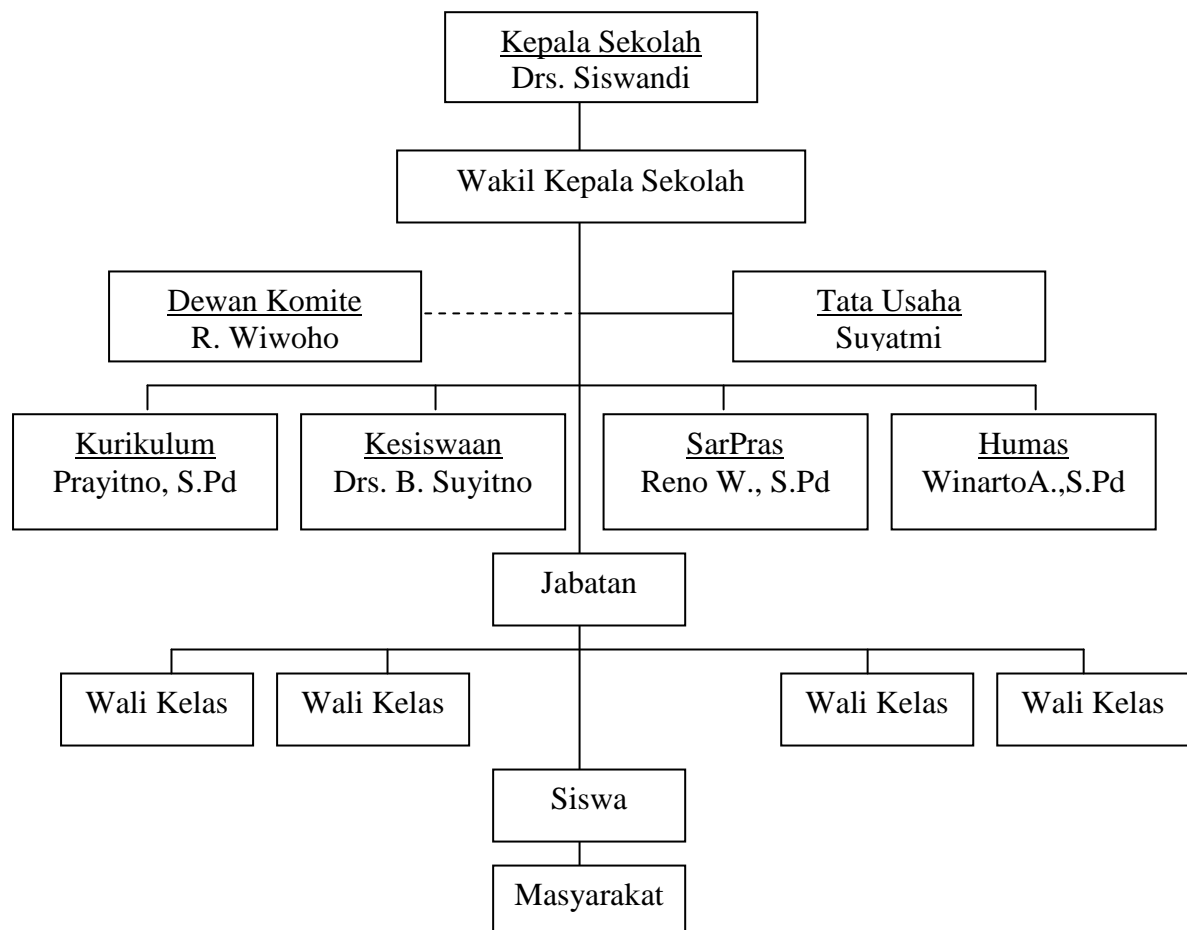 Kepala Sekolah
Drs. Siswandi
Wakil Kepala Sekolah
Dewan Komite
R. Wiwoho
Tata Usaha
Suyatmi
Kurikulum
Prayitno, S.Pd
Kesiswaan
Drs. B. Suyitno
SarPras
Reno W., S.Pd
Humas
WinartoA.,S.Pd
Jabatan
Wali Kelas
Wali Kelas
Wali Kelas
Wali Kelas
Siswa
Masyarakat